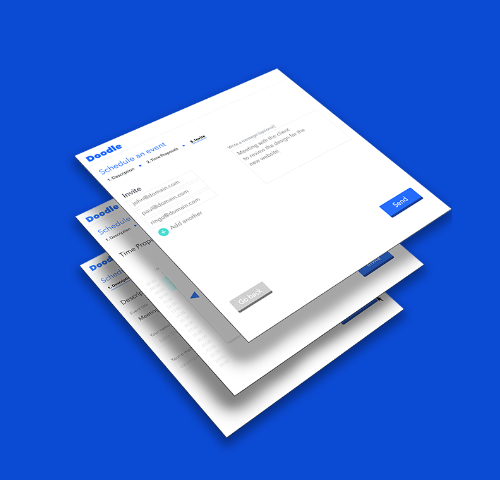 Doodle
Schedule an event
1. Description ▸ 2. Time Proposals ▸ 3. Invite
Invite
john@domain.com
paul@domain.com
ringo@domain.com
+ Add another
Write a message (optional)
Meeting with the client
to review the design for the
new website
Go back
Send
Doodle
Schedule
1. Description
Time Propo
Doodle
Sched
1. Descri
Descri